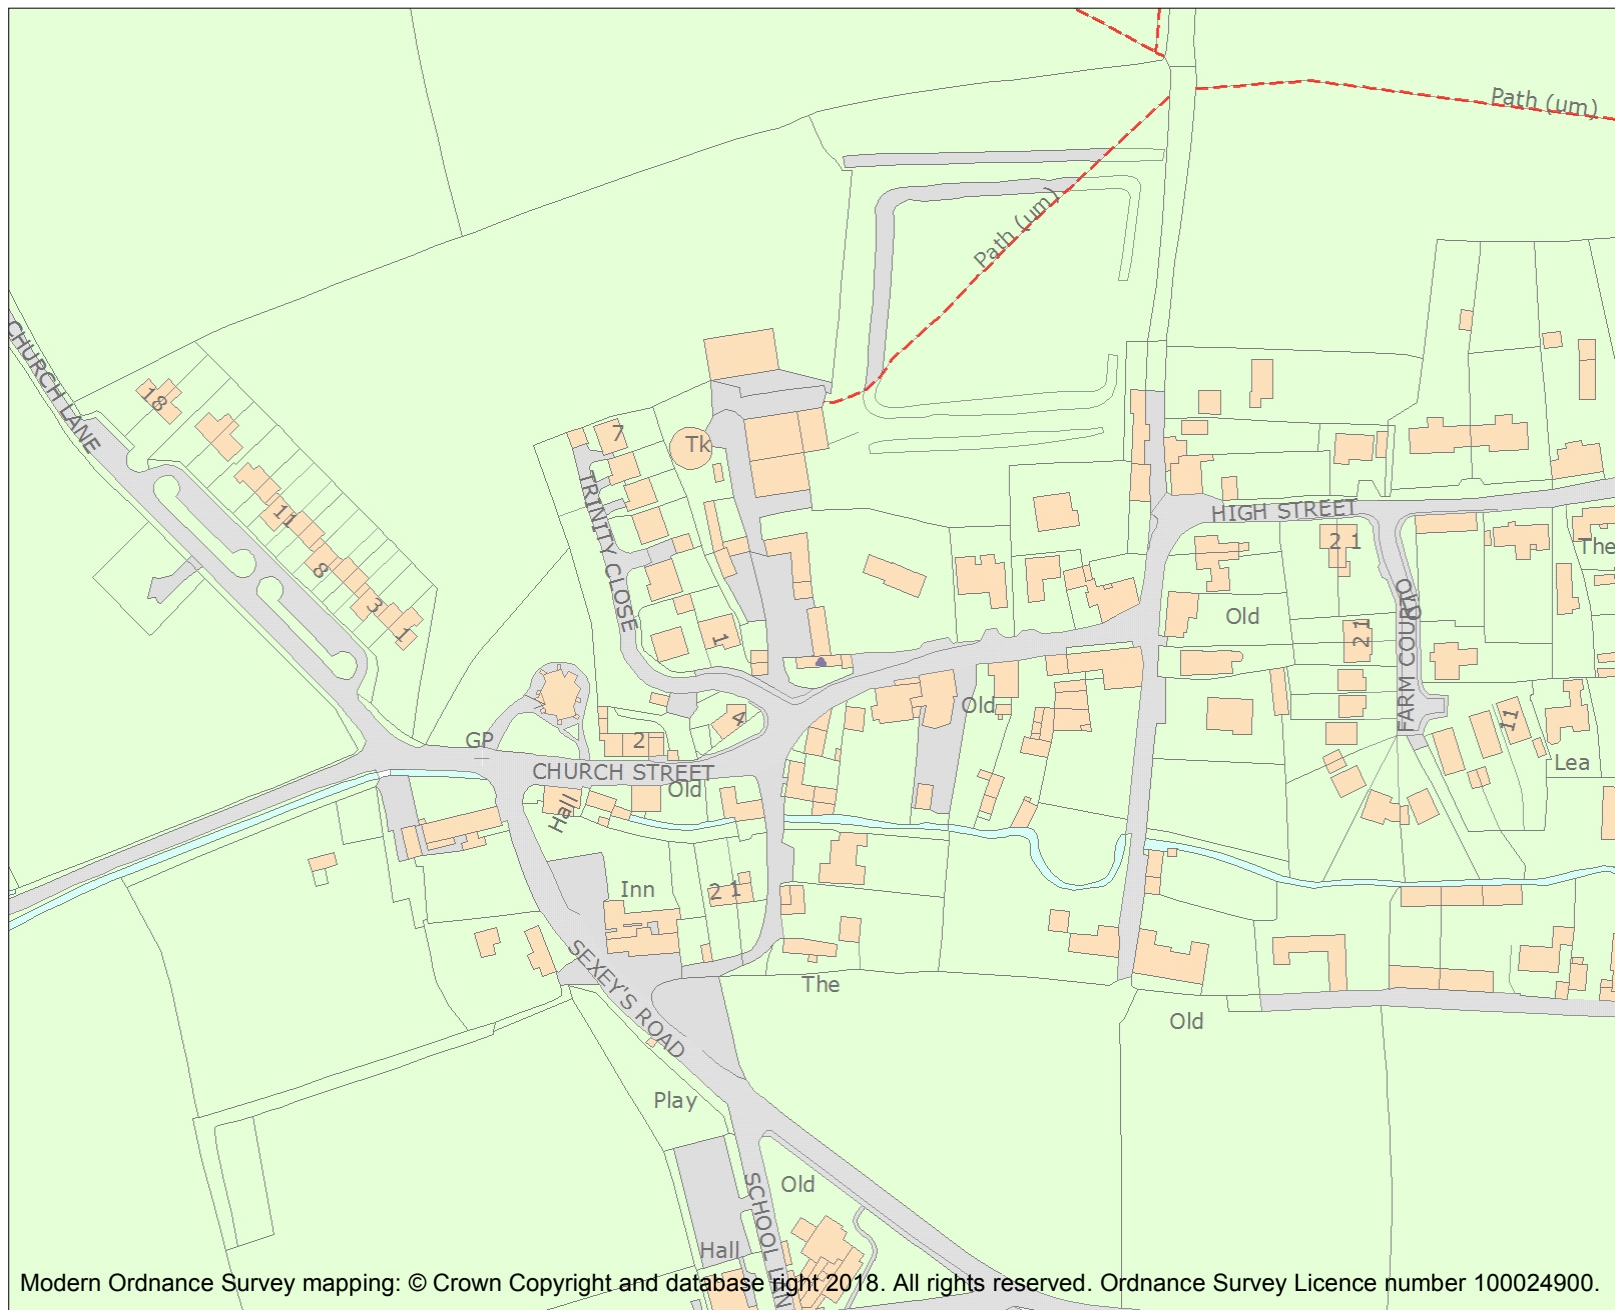 Path (um)
Path (um)
CHURCH LANE
18
11
8
3
1
7
Tk
TRINITY CLOSE
1
4
2
GP
CHURCH STREET
Old
Hall
Inn
2 1
HIGH STREET
2 1
The
Old
OLD
FARM COURT
2 1
Old
11
Lea
SEXEY'S ROAD
The
Old
Play
Old
SCHOOL LAN
Hall
Modern Ordnance Survey mapping: © Crown Copyright and database right 2018. All rights reserved. Ordnance Survey Licence number 100024900.